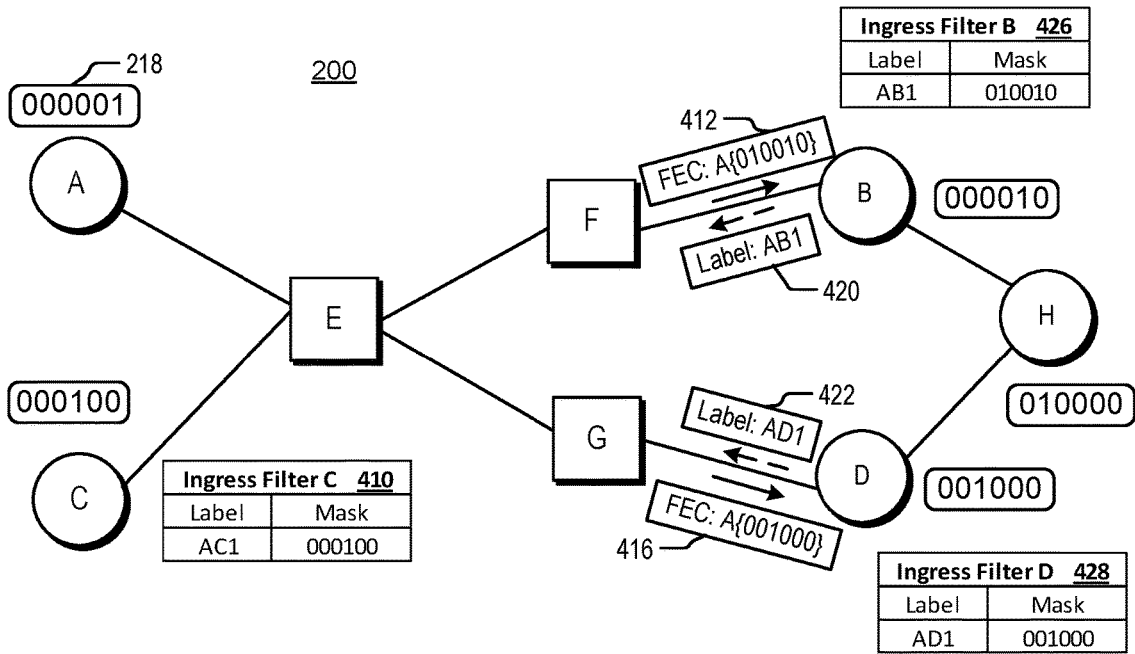 218
200
000001
A
Ingress Filter B 426
Label Mask
AB1 010010
412
FEC: A{010010}
F
B
000010
Label: AB1
420
E
H
000100
010000
422
Label: AD1
G
C
D
001000
Ingress Filter C 410
Label Mask
AC1 000100
FEC: A{001000}
416
Ingress Filter D 428
Label Mask
AD1 001000